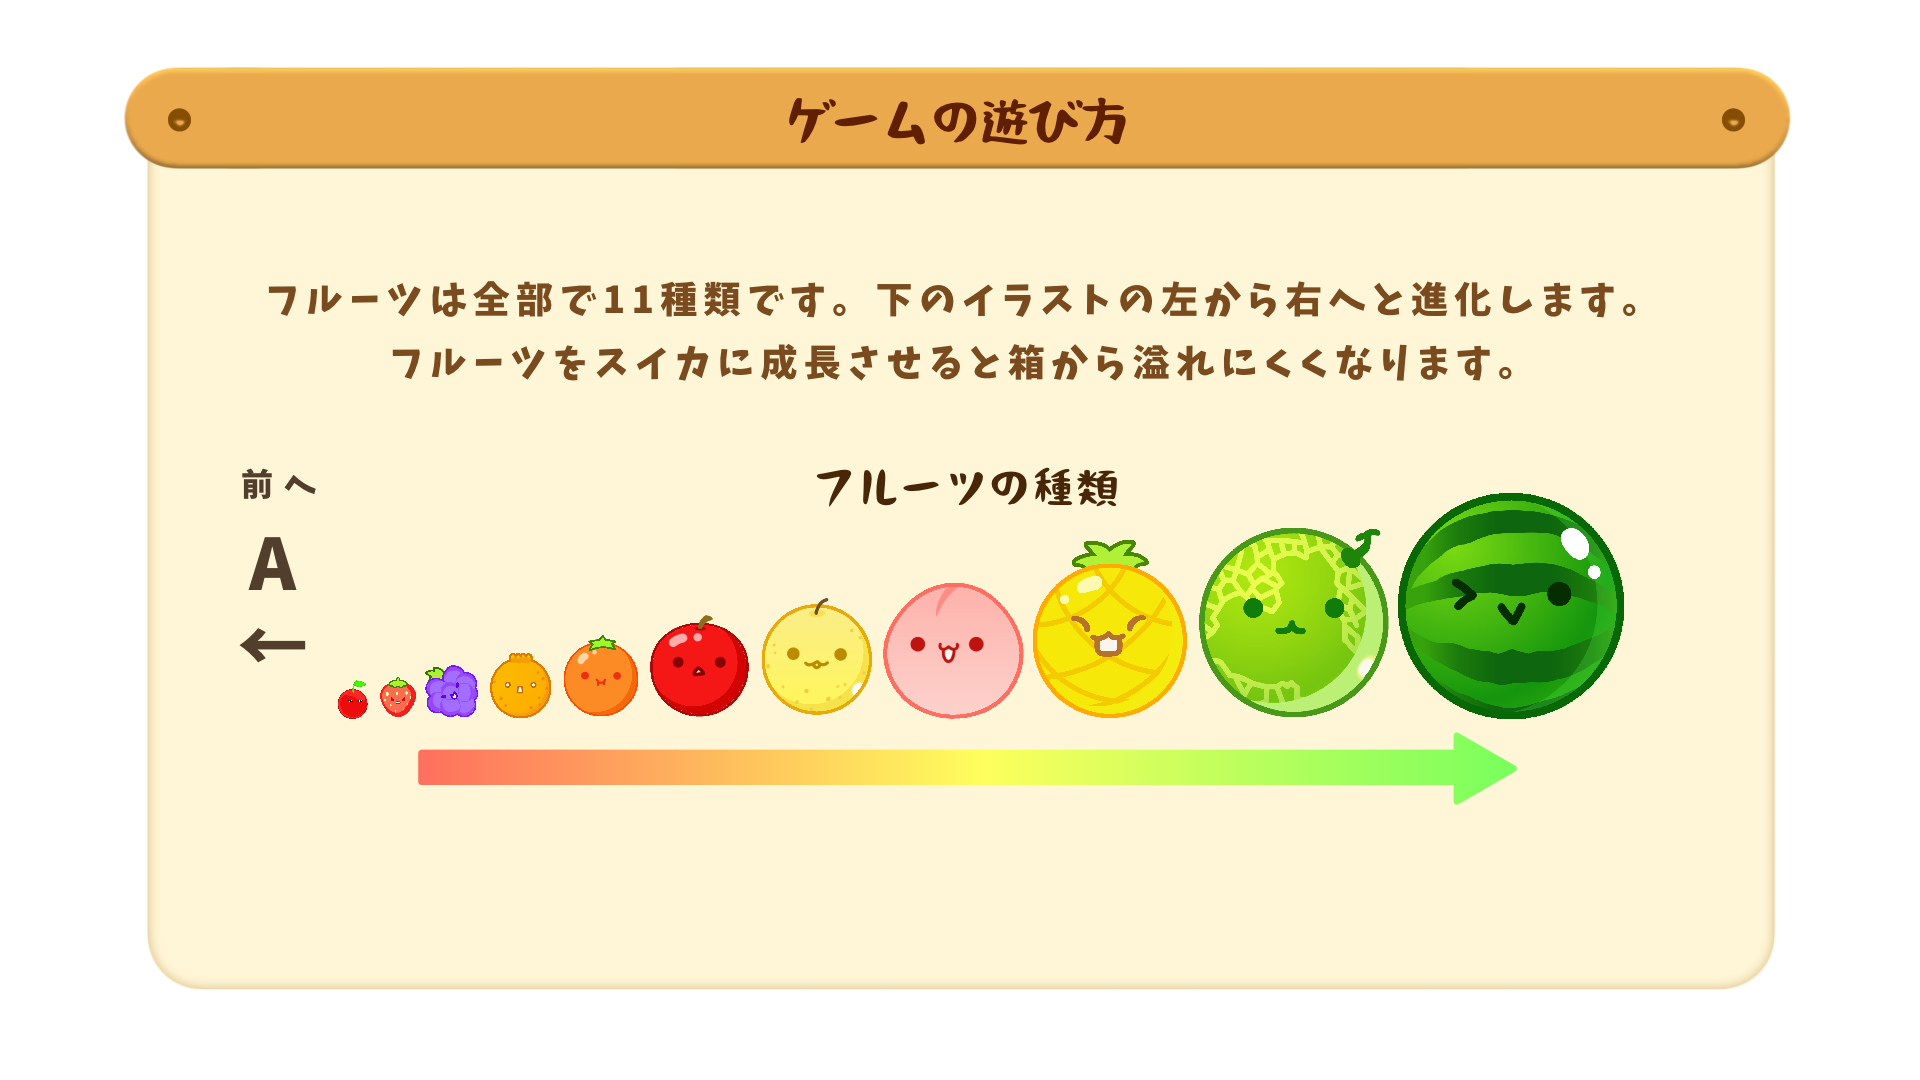 ゲームの遊び方
フルーツは全部で11種類です。下のイラストの左から右へと進化します。
フルーツをスイカに成長させると箱から溢れにくくなります。
前へ
A
←
フルーツの種類